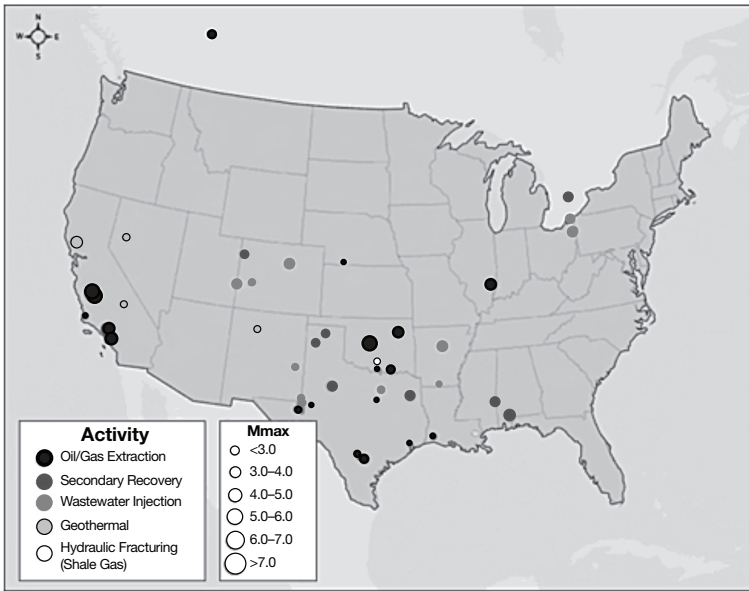 N
W E
S
Activity
Oil/Gas Extraction
Secondary Recovery
Wastewater Injection
Geothermal
Hydraulic Fracturing
(Shale Gas)
Mmax
<3.0
3.0–4.0
4.0–5.0
5.0–6.0
6.0–7.0
>7.0